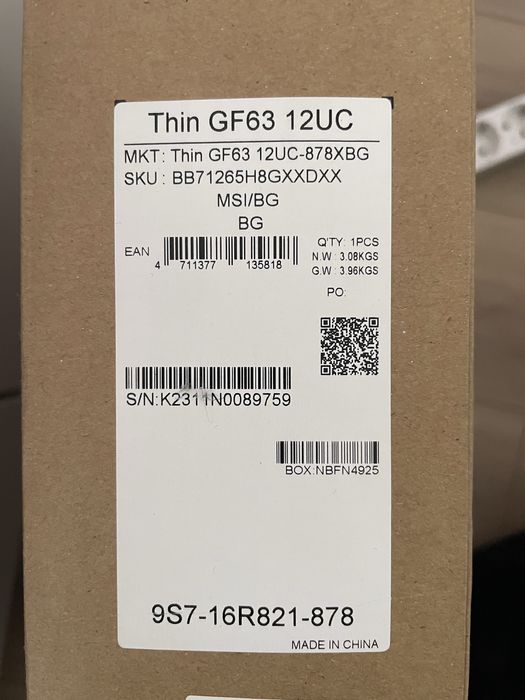 Thin GF63 12UC
MKT: Thin GF63 12UC-878XBG
SKU : BB71265H8GXXDXX
MSI/BG
BG
EAN
4 711377 135818
Q'TY: 1PCS
N.W : 3.08KGS
G.W : 3.96KGS
PO:
S/N:K2311N0089759
BOX:NBFN4925
9S7-16R821-878
MADE IN CHINA